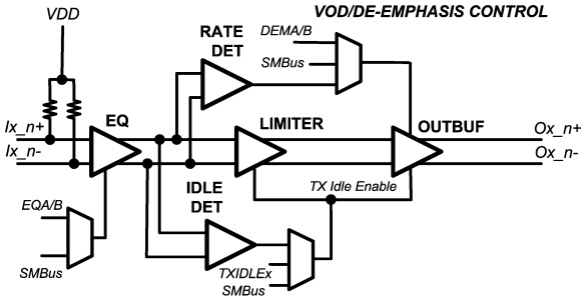 VOD/DE-EMPHASIS CONTROL
VDD
RATE
DET
DEMA/B
SMBus
Ix_n+
EQ
LIMITER
OUTBUF
Ox_n+
Ix_n-
Ox_n-
IDLE
DET
TX Idle Enable
EQA/B
SMBus
TXIDLEx
SMBus